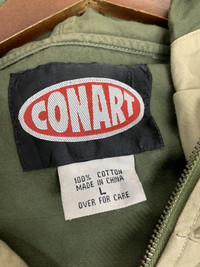 CONART
100% COTTON
MADE IN CHINA
L
OVER FOR CARE